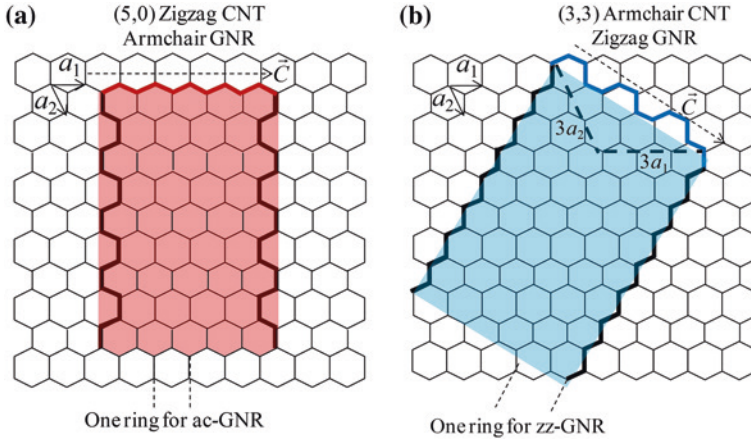 (a)
(5,0) Zigzag CNT
Armchair GNR
a1
C
a2
One ring for ac-GNR
(b)
(3,3) Armchair CNT
Zigzag GNR
a1
a2
C
3a2
3a1
One ring for zz-GNR